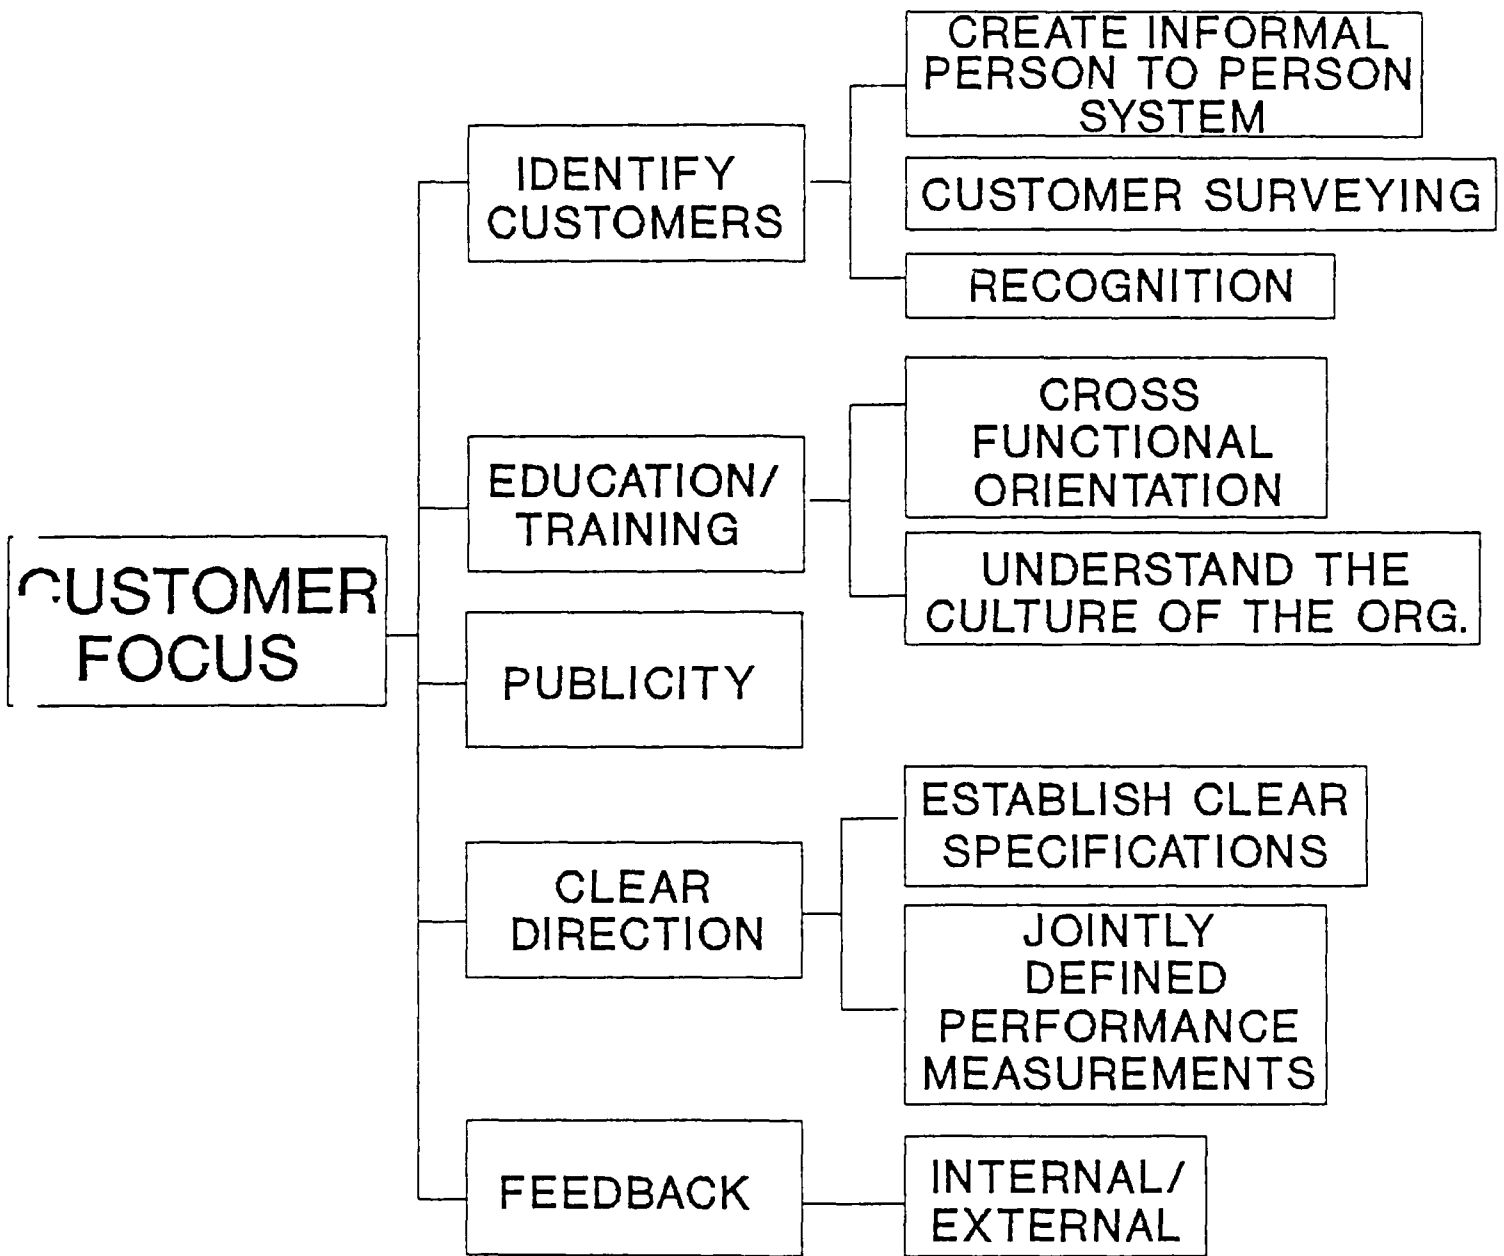 CUSTOMER
FOCUS
IDENTIFY
CUSTOMERS
CREATE INFORMAL
PERSON TO PERSON
SYSTEM
CUSTOMER SURVEYING
RECOGNITION
EDUCATION/
TRAINING
CROSS
FUNCTIONAL
ORIENTATION
UNDERSTAND THE
CULTURE OF THE ORG.
PUBLICITY
CLEAR
DIRECTION
ESTABLISH CLEAR
SPECIFICATIONS
JOINTLY
DEFINED
PERFORMANCE
MEASUREMENTS
FEEDBACK
INTERNAL/
EXTERNAL